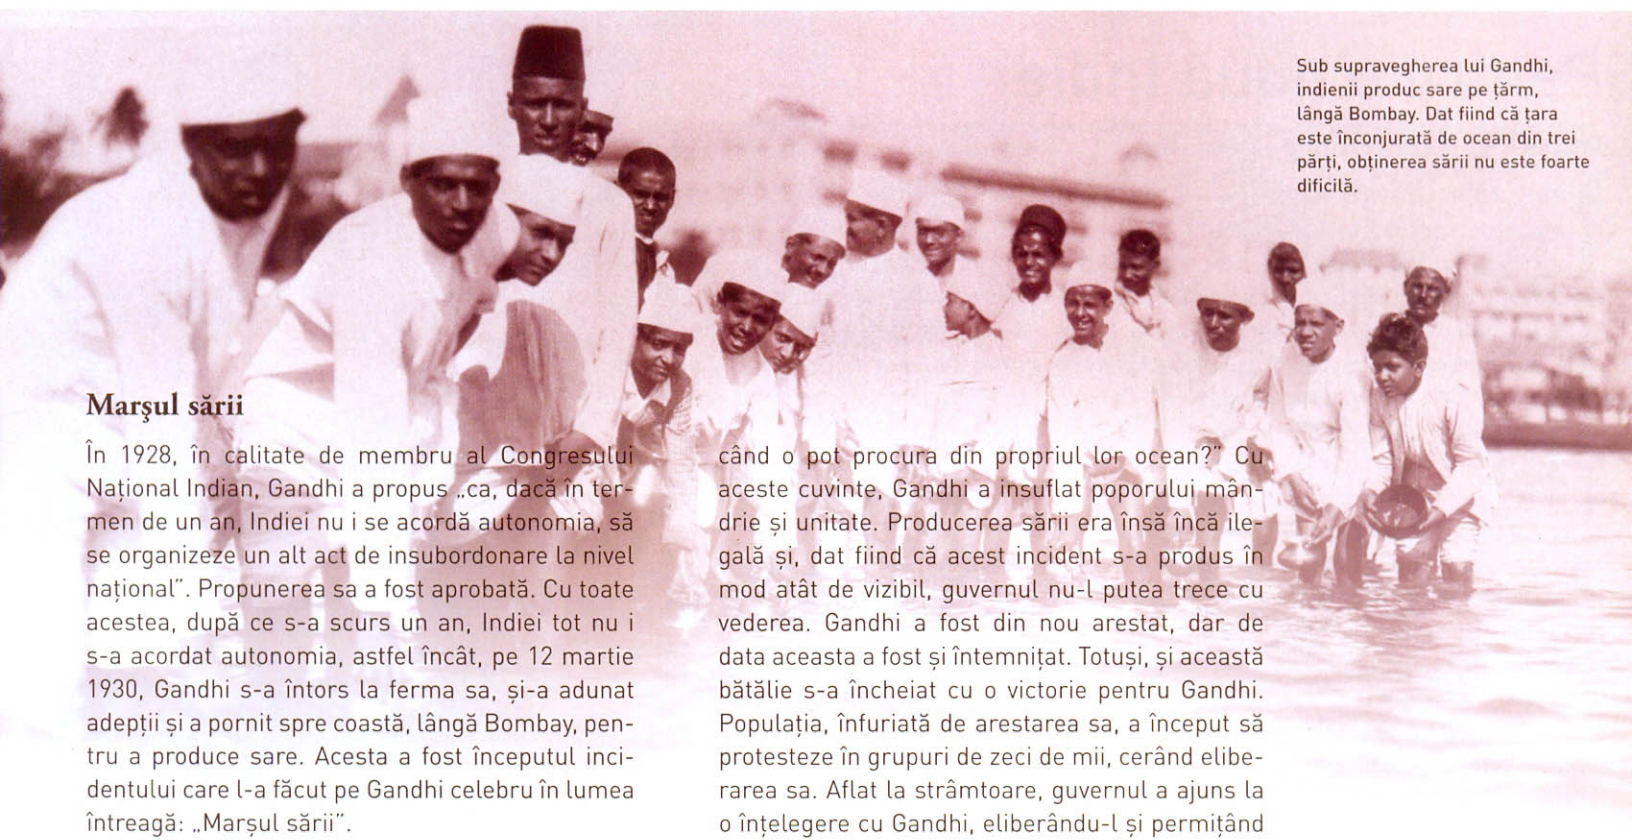 Sub supravegherea lui Gandhi,
indienii produc sare pe țărm,
lângă Bombay. Dat fiind că țara
este înconjurată de ocean din trei
părți, obținerea sării nu este foarte
dificilă.
Marşul sării
În 1928, în calitate de membru al Congresului
Național Indian, Gandhi a propus „ca, dacă în ter-
men de un an, Indiei nu i se acordă autonomia, să
se organizeze un alt act de insubordonare la nivel
național”. Propunerea sa a fost aprobată. Cu toate
acestea, după ce s-a scurs un an, Indiei tot nu i
s-a acordat autonomia, astfel încât, pe 12 martie
1930, Gandhi s-a întors la ferma sa, și-a adunat
adepții și a pornit spre coastă, lângă Bombay, pen-
tru a produce sare. Acesta a fost începutul inci-
dentului care l-a făcut pe Gandhi celebru în lumea
întreagă: „Marșul sării”.
când o pot procura din propriul lor ocean?” Cu
aceste cuvinte, Gandhi a insuflat poporului mân-
drie și unitate. Producerea sării era însă încă ile-
gală și, dat fiind că acest incident s-a produs în
mod atât de vizibil, guvernul nu-l putea trece cu
vederea. Gandhi a fost din nou arestat, dar de
data aceasta a fost și întemnițat. Totuși, și această
bătălie s-a încheiat cu o victorie pentru Gandhi.
Populația, înfuriată de arestarea sa, a început să
protesteze în grupuri de zeci de mii, cerând elibe-
rarea sa. Aflat la strâmtoare, guvernul a ajuns la
o înțelegere cu Gandhi, eliberându-l și permițând